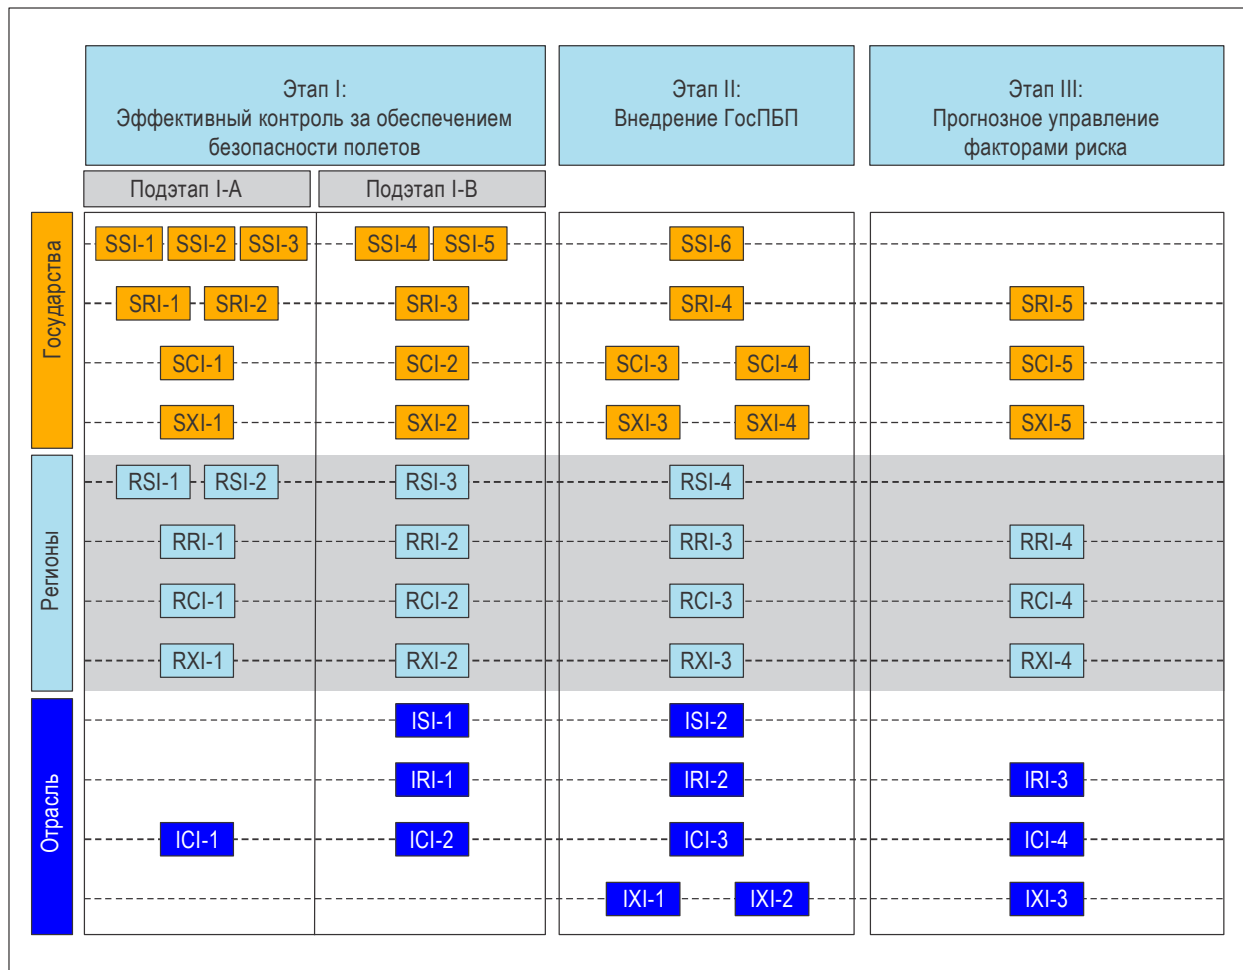 Этап I:
Эффективный контроль за обеспечением
безопасности полетов
Этап II:
Внедрение ГосПБП
Этап III:
Прогнозное управление
факторами риска
Подэтап I-A
Подэтап I-B
Государства
SSI-1 SSI-2 SSI-3 SSI-4 SSI-5 SSI-6
SRI-1 SRI-2 SRI-3 SRI-4 SRI-5
SCI-1 SCI-2 SCI-3 SCI-4 SCI-5
SXI-1 SXI-2 SXI-3 SXI-4 SXI-5
Регионы
RSI-1 RSI-2 RSI-3 RSI-4
RRI-1 RRI-2 RRI-3 RRI-4
RCI-1 RCI-2 RCI-3 RCI-4
RXI-1 RXI-2 RXI-3 RXI-4
Отрасль
ISI-1 ISI-2
IRI-1 IRI-2 IRI-3
ICI-1 ICI-2 ICI-3 ICI-4
IXI-1 IXI-2 IXI-3